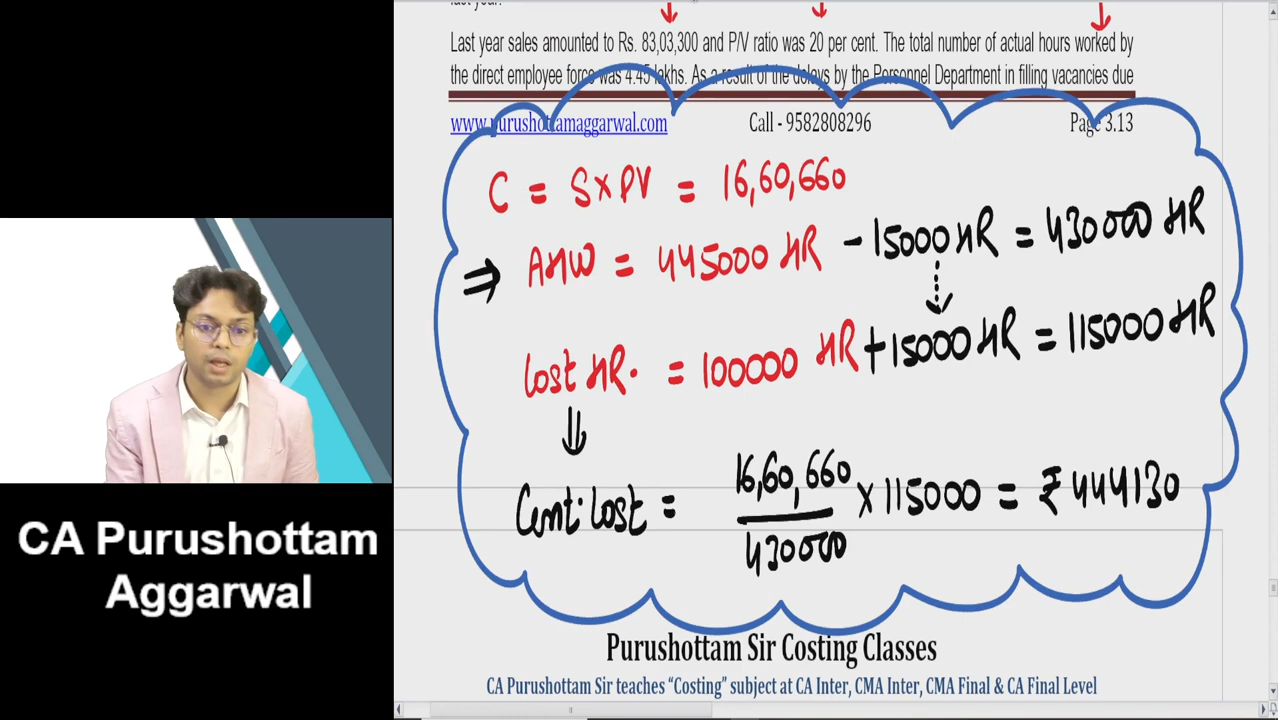 last year.
Last year sales amounted to Rs. 83,03,300 and P/V ratio was 20 per cent. The total number of actual hours worked by
the direct employee force was 4.45 lakhs. As a result of the delays by the Personnel Department in filling vacancies due
www.purushottamaggarwal.com Call - 9582808296 Page 3.13
C = S×PV = 16,60,660
⇒ AHW = 445000 HR - 15000 HR = 430000 HR
Lost HR. = 100000 HR + 15000 HR = 115000 HR
Cont. Lost = 16,60,660 / 430000 × 115000 = ₹444130
CA Purushottam
Aggarwal
Purushottam Sir Costing Classes
CA Purushottam Sir teaches “Costing” subject at CA Inter, CMA Inter, CMA Final & CA Final Level